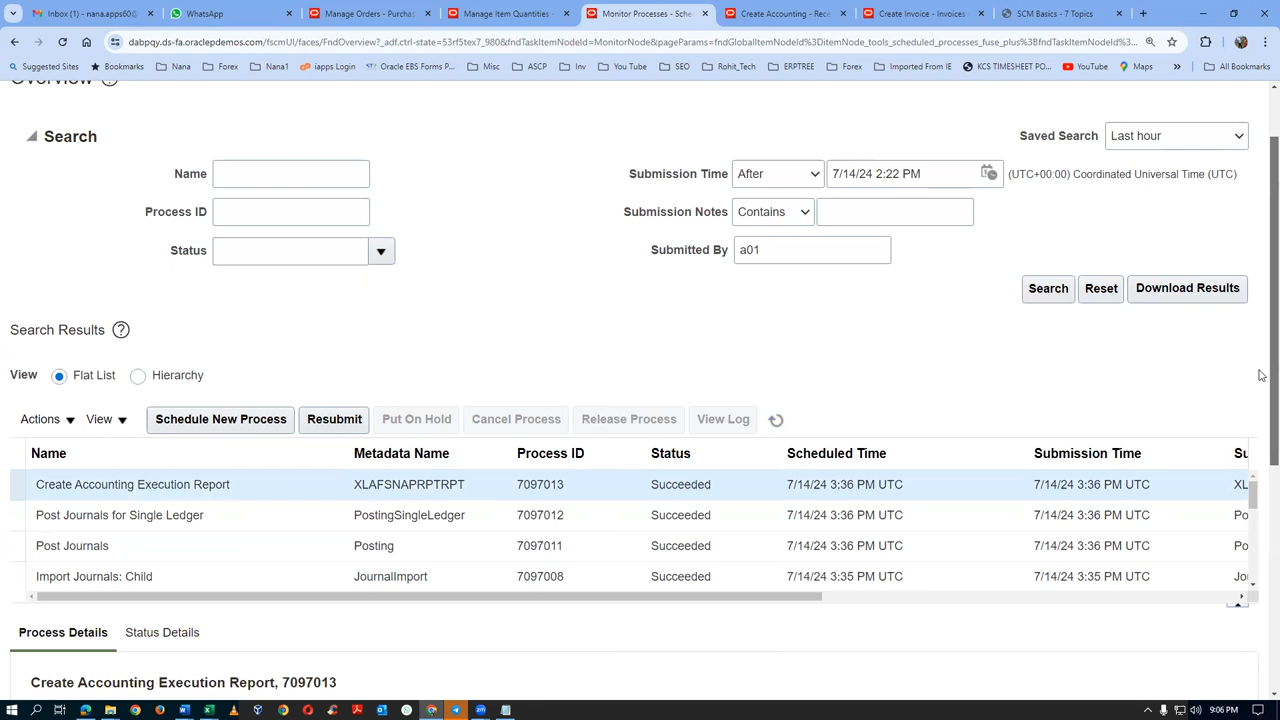 Inbox (1) - nana.apps60@
WhatsApp
Manage Orders - Purchas
Manage Item Quantities -
Monitor Processes - Sche
Create Accounting - Rece
Create Invoice - Invoices
SCM Basics - 7 Topics
dabpqy.ds-fa.oraclepdemos.com/fscmUI/faces/FndOverview?_adf.ctrl-state=53rf5tex7_980&fndTaskItemNodeId=MonitorNode&pageParams=fndGlobalItemNodeId%3DitemNode_tools_scheduled_processes_fuse_plus%3BfndTaskItemNodeId%3DM...
Suggested Sites
Bookmarks
Nana
Forex
Nana1
iapps Login
Oracle EBS Forms P...
Misc
ASCP
Inv
You Tube
SEO
Rohit_Tech
ERPTREE
Forex
Imported From IE
KCS TIMESHEET PO...
YouTube
Maps
»
All Bookmarks
Overview ?
Search
Saved Search Last hour
Name
Submission Time After 7/14/24 2:22 PM (UTC+00:00) Coordinated Universal Time (UTC)
Process ID
Submission Notes Contains
Status
Submitted By a01
Search Reset Download Results
Search Results ?
View Flat List Hierarchy
Actions View Schedule New Process Resubmit Put On Hold Cancel Process Release Process View Log
Name Metadata Name Process ID Status Scheduled Time Submission Time Su
Create Accounting Execution Report XLAFSNAPRPTRPT 7097013 Succeeded 7/14/24 3:36 PM UTC 7/14/24 3:36 PM UTC XL
Post Journals for Single Ledger PostingSingleLedger 7097012 Succeeded 7/14/24 3:36 PM UTC 7/14/24 3:36 PM UTC Po
Post Journals Posting 7097011 Succeeded 7/14/24 3:36 PM UTC 7/14/24 3:36 PM UTC Po
Import Journals: Child JournalImport 7097008 Succeeded 7/14/24 3:35 PM UTC 7/14/24 3:35 PM UTC Jo
Process Details Status Details
Create Accounting Execution Report, 7097013
9:06 PM